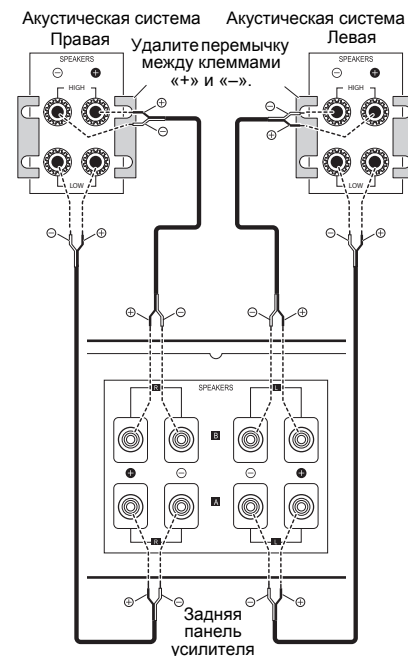 Акустическая система
Правая
Акустическая система
Левая
Удалите перемычку
между клеммами
«+» и «–».
SPEAKERS
⊖ ⊕
HIGH
LOW
SPEAKERS
⊖ ⊕
HIGH
LOW
⊕
⊖
⊖
⊕
⊖ ⊕
⊖ ⊕
⊕ ⊖
⊖ ⊕
R SPEAKERS L
B
⊕ ⊖ ⊖ ⊕
A
R L
⊕ ⊖
⊖ ⊕
Задняя
панель
усилителя